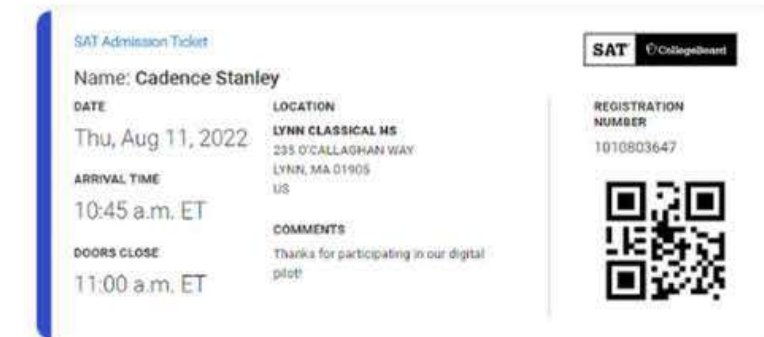 SAT Admission Ticket
SAT CollegeBoard
Name: Cadence Stanley
DATE
Thu, Aug 11, 2022
ARRIVAL TIME
10:45 a.m. ET
DOORS CLOSE
11:00 a.m. ET
LOCATION
LYNN CLASSICAL HS
235 O'CALLAGHAN WAY
LYNN, MA 01905
US
COMMENTS
Thanks for participating in our digital
pilot!
REGISTRATION
NUMBER
1010803647